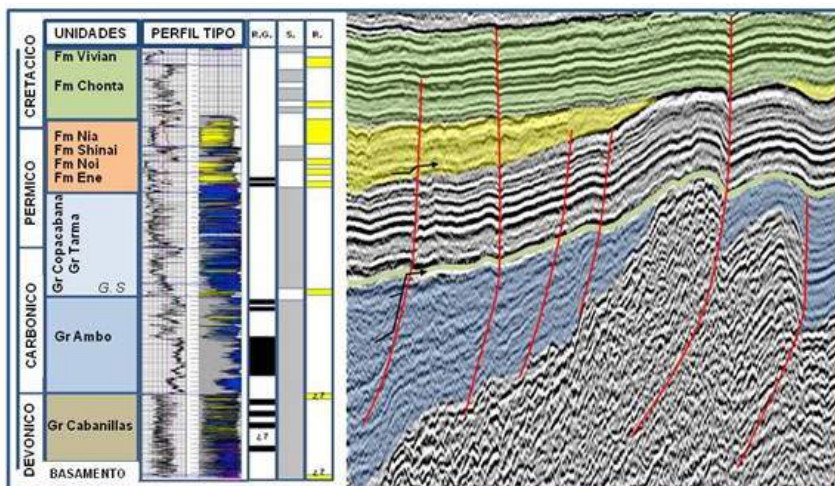 UNIDADES
PERFIL TIPO
R.G.
S.
R.
CRETACICO
Fm Vivian
Fm Chonta
PERMICO
Fm Nia
Fm Shinai
Fm Noi
Fm Ene
Gr Copacabana
Gr Tarma
G.S
CARBONICO
Gr Ambo
DEVONICO
Gr Cabanillas
BASAMENTO
¿?
¿?
¿?